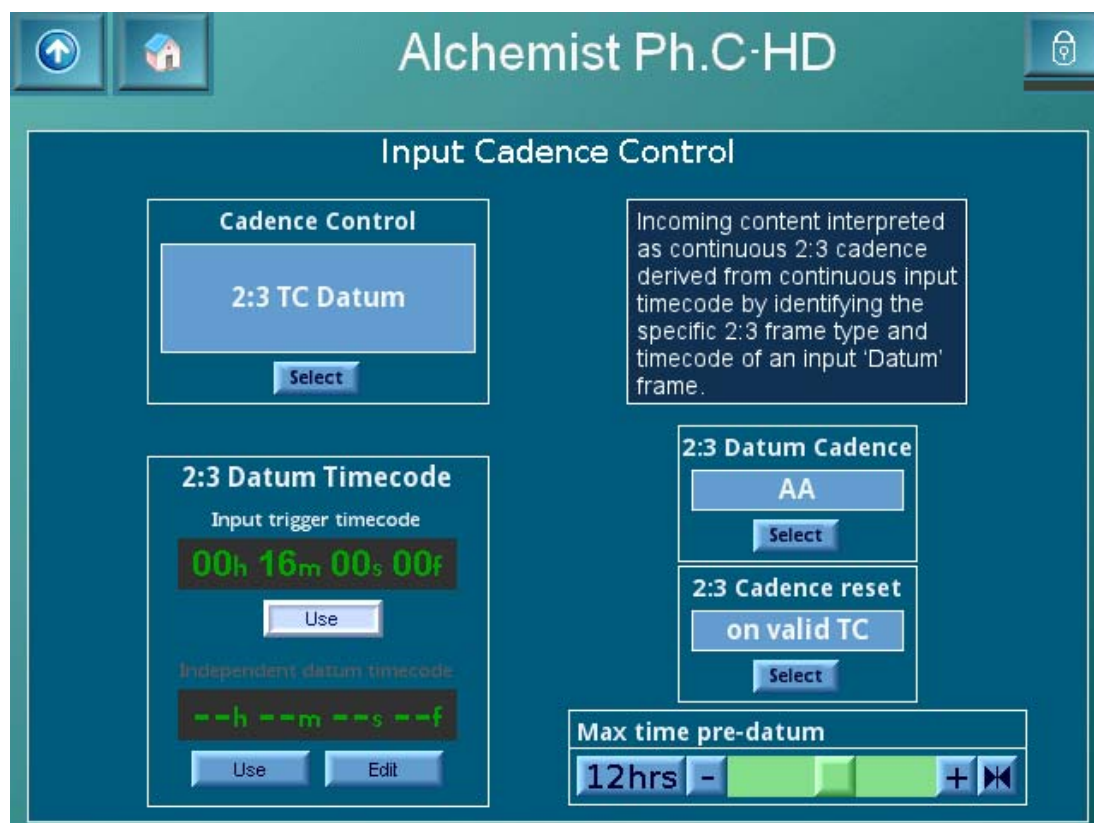 Alchemist Ph.C-HD
Input Cadence Control
Cadence Control
2:3 TC Datum
Select
Incoming content interpreted
as continuous 2:3 cadence
derived from continuous input
timecode by identifying the
specific 2:3 frame type and
timecode of an input ‘Datum’
frame.
2:3 Datum Timecode
Input trigger timecode
00h 16m 00s 00f
Use
Independent datum timecode
--h --m --s --f
Use
Edit
2:3 Datum Cadence
AA
Select
2:3 Cadence reset
on valid TC
Select
Max time pre-datum
12hrs - +